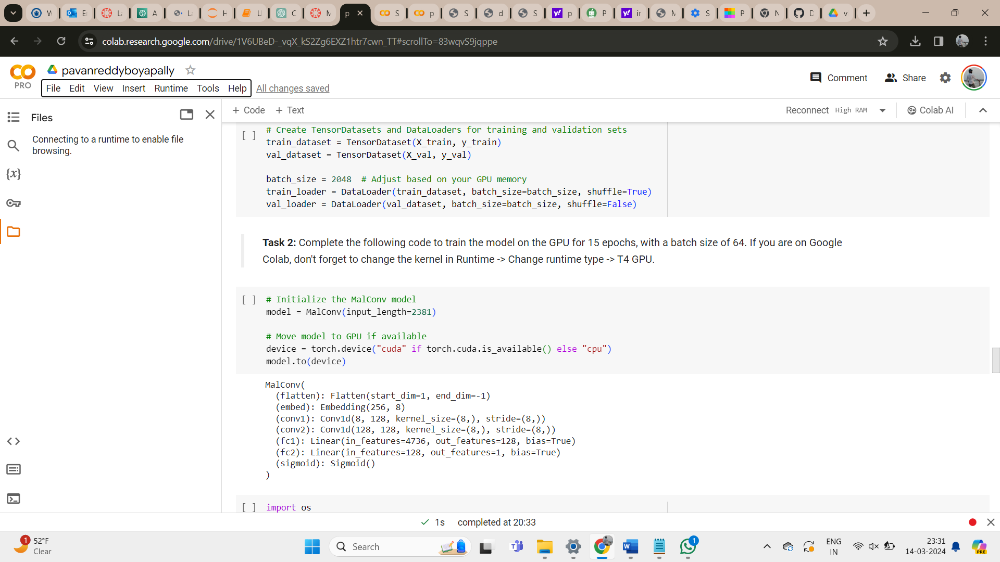 colab.research.google.com/drive/1V6UBeD-_vqX_kS2Zg6EXZ1htr7cwn_TT#scrollTo=83wqvS9jqppe
pavanreddyboyapally
PRO
File Edit View Insert Runtime Tools Help All changes saved
Comment Share
Files
Connecting to a runtime to enable file
browsing.
+ Code + Text
Reconnect High RAM Colab AI
[ ] # Create TensorDatasets and DataLoaders for training and validation sets
train_dataset = TensorDataset(X_train, y_train)
val_dataset = TensorDataset(X_val, y_val)
batch_size = 2048 # Adjust based on your GPU memory
train_loader = DataLoader(train_dataset, batch_size=batch_size, shuffle=True)
val_loader = DataLoader(val_dataset, batch_size=batch_size, shuffle=False)
Task 2: Complete the following code to train the model on the GPU for 15 epochs, with a batch size of 64. If you are on Google
Colab, don't forget to change the kernel in Runtime -> Change runtime type -> T4 GPU.
[ ] # Initialize the MalConv model
model = MalConv(input_length=2381)
# Move model to GPU if available
device = torch.device("cuda" if torch.cuda.is_available() else "cpu")
model.to(device)
MalConv(
(flatten): Flatten(start_dim=1, end_dim=-1)
(embed): Embedding(256, 8)
(conv1): Conv1d(8, 128, kernel_size=(8,), stride=(8,))
(conv2): Conv1d(128, 128, kernel_size=(8,), stride=(8,))
(fc1): Linear(in_features=4736, out_features=128, bias=True)
(fc2): Linear(in_features=128, out_features=1, bias=True)
(sigmoid): Sigmoid()
)
[ ] import os
1s completed at 20:33
1 52°F
Clear
Search
1
ENG
IN
23:31
14-03-2024
PRE